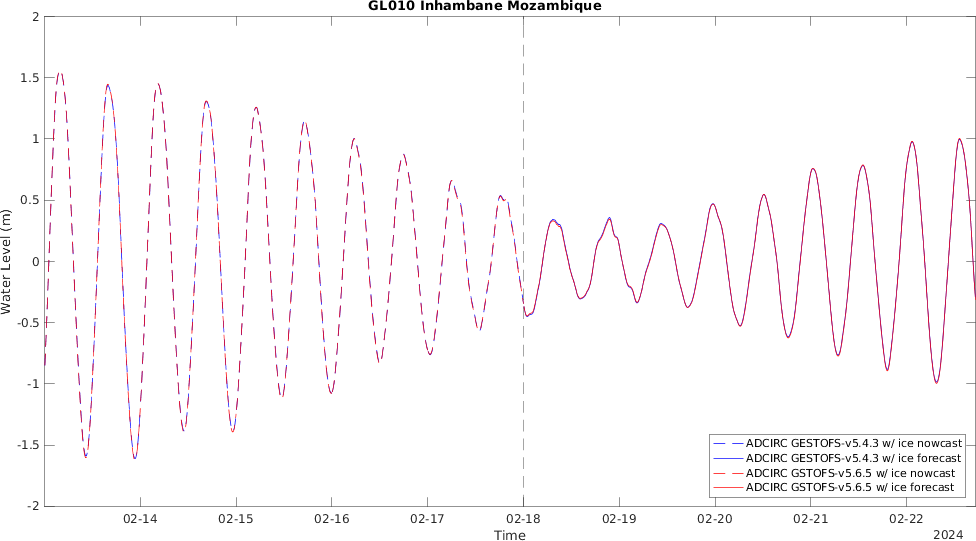 GL010 Inhambane Mozambique
2
1.5
1
0.5
0
-0.5
-1
-1.5
-2
Water Level (m)
02-14 02-15 02-16 02-17 02-18 02-19 02-20 02-21 02-22
Time
2024
ADCIRC GESTOFS-v5.4.3 w/ ice nowcast
ADCIRC GESTOFS-v5.4.3 w/ ice forecast
ADCIRC GSTOFS-v5.6.5 w/ ice nowcast
ADCIRC GSTOFS-v5.6.5 w/ ice forecast